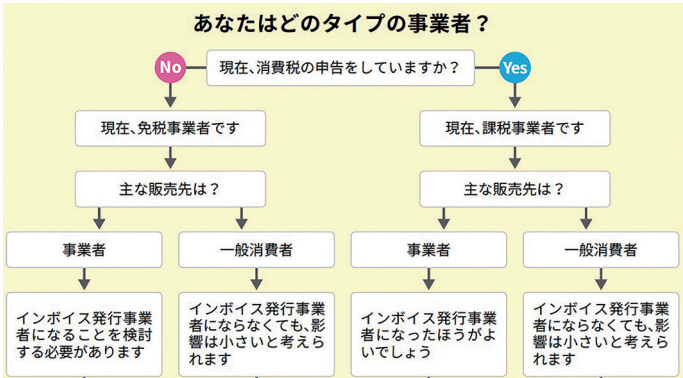 あなたはどのタイプの事業者？
No
現在、消費税の申告をしていますか？
Yes
現在、免税事業者です
現在、課税事業者です
主な販売先は？
主な販売先は？
事業者
一般消費者
事業者
一般消費者
インボイス発行事業
者になることを検討
する必要があります
インボイス発行事業
者にならなくても、影
響は小さいと考えら
れます
インボイス発行事業
者になったほうがよ
いでしょう
インボイス発行事業
者にならなくても、影
響は小さいと考えら
れます